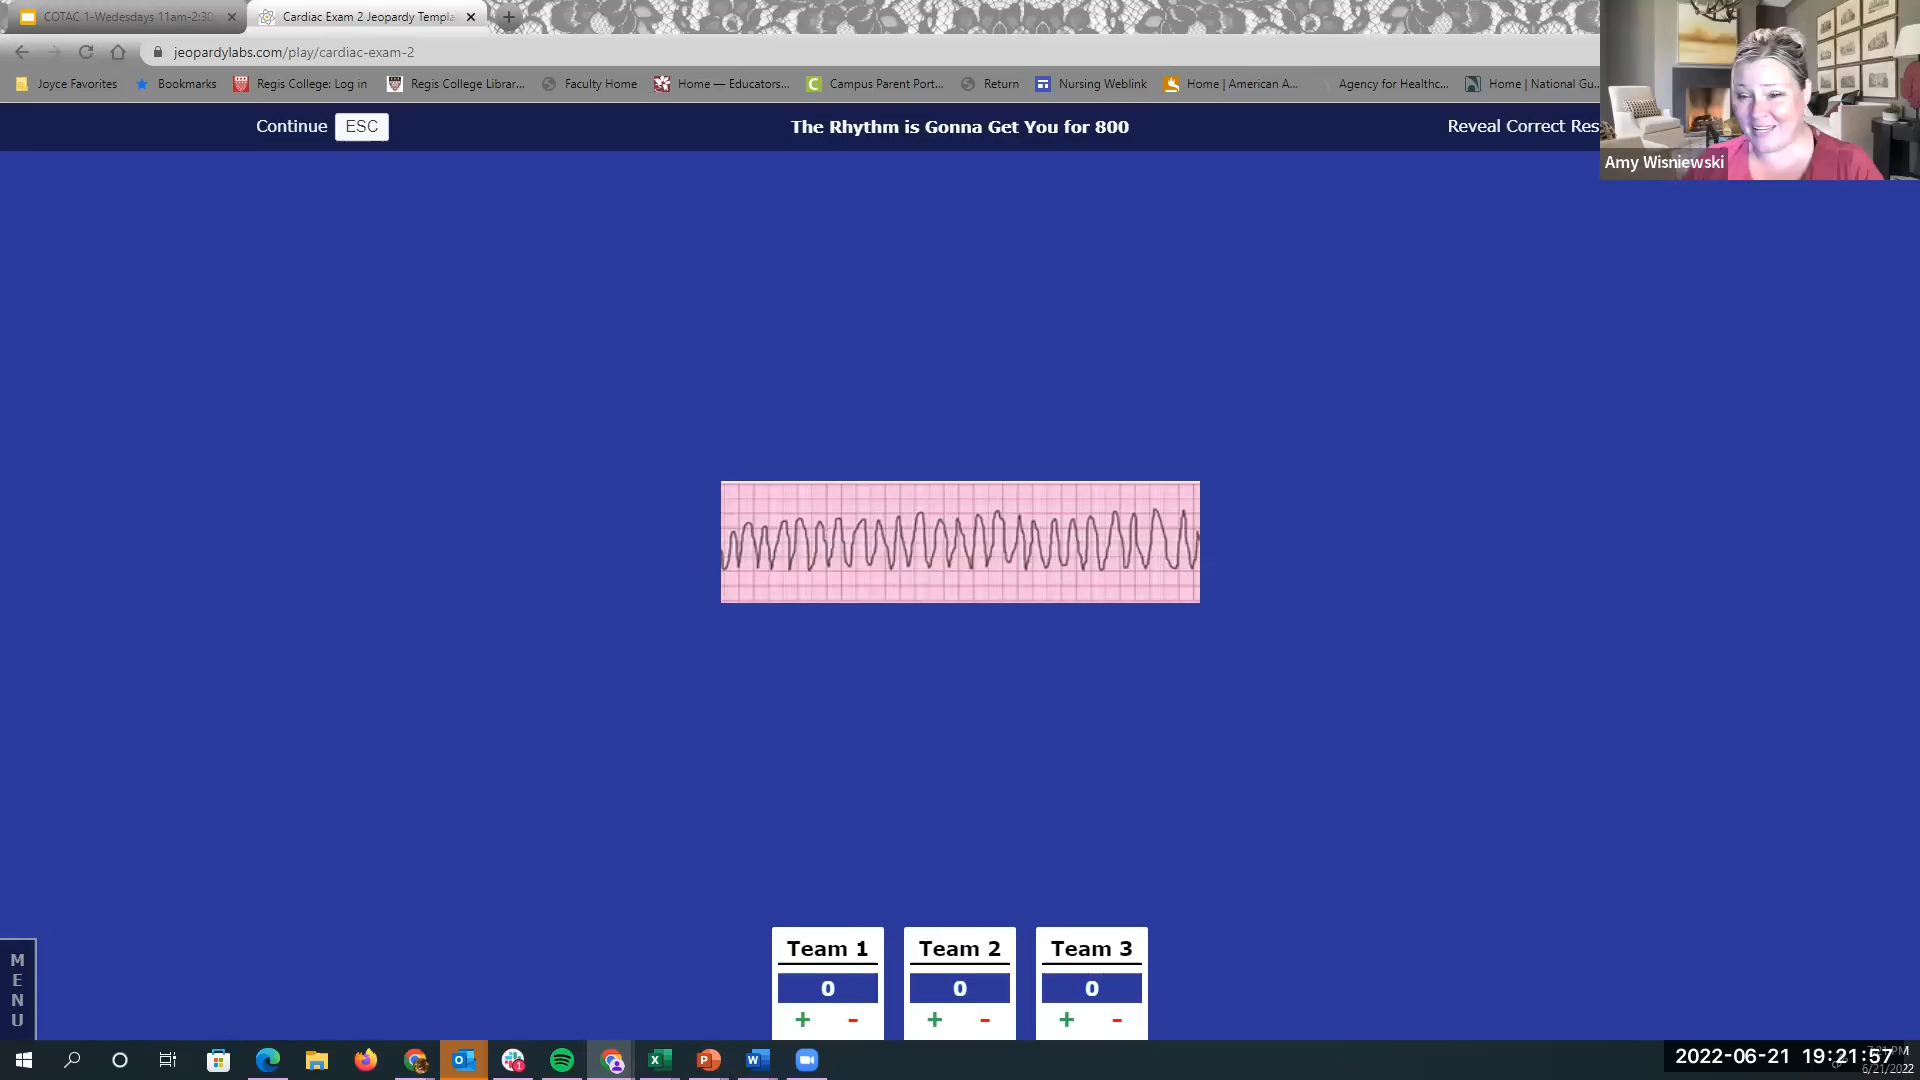 COTAC 1-Wedesdays 11am-2:30
Cardiac Exam 2 Jeopardy Templa
jeopardylabs.com/play/cardiac-exam-2
Joyce Favorites
Bookmarks
Regis College: Log in
Regis College Librar...
Faculty Home
Home — Educators...
Campus Parent Port...
Return
Nursing Weblink
Home | American A...
Agency for Healthc...
Home | National Gu...
Continue ESC
The Rhythm is Gonna Get You for 800
Reveal Correct Res
Amy Wisniewski
MENU
Team 1
0
+ -
Team 2
0
+ -
Team 3
0
+ -
2022-06-21 19:21:57
6/21/2022